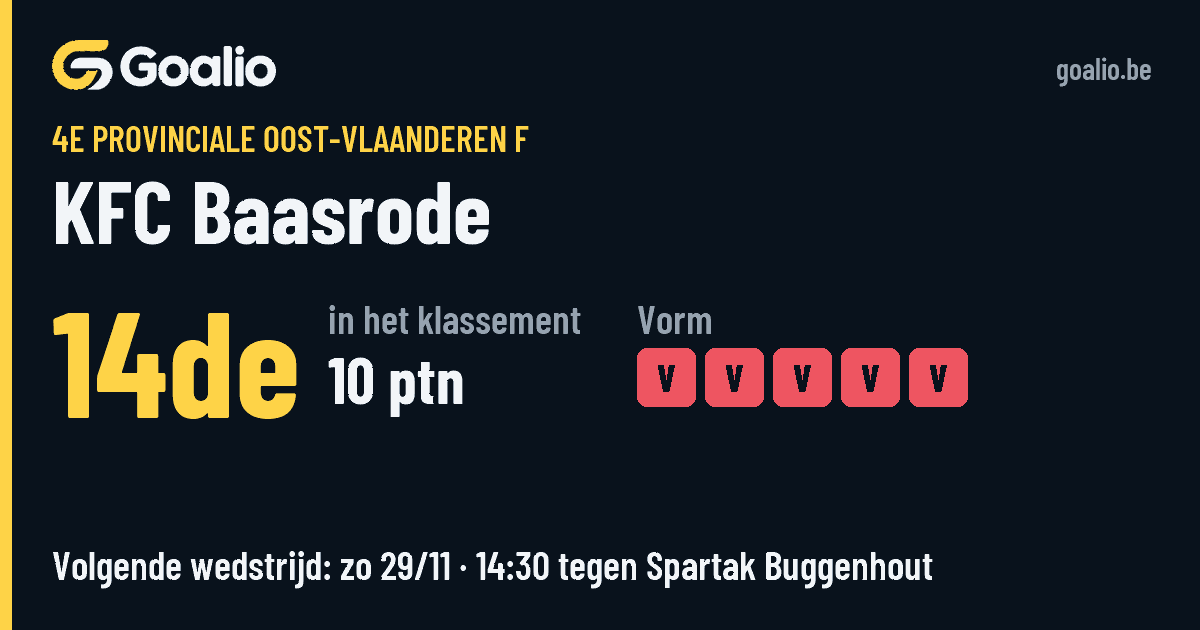 Goalio
goalio.be
4E PROVINCIALE OOST-VLAANDEREN F
KFC Baasrode
14de
in het klassement
10 ptn
Vorm
V V V V V
Volgende wedstrijd: zo 29/11 · 14:30 tegen Spartak Buggenhout